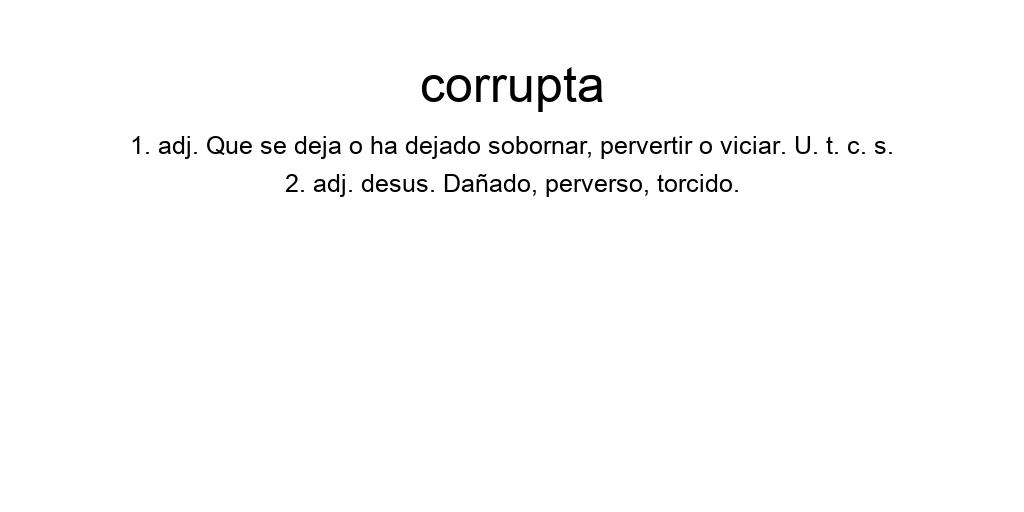 corrupta
1. adj. Que se deja o ha dejado sobornar, pervertir o viciar. U. t. c. s.
2. adj. desus. Dañado, perverso, torcido.